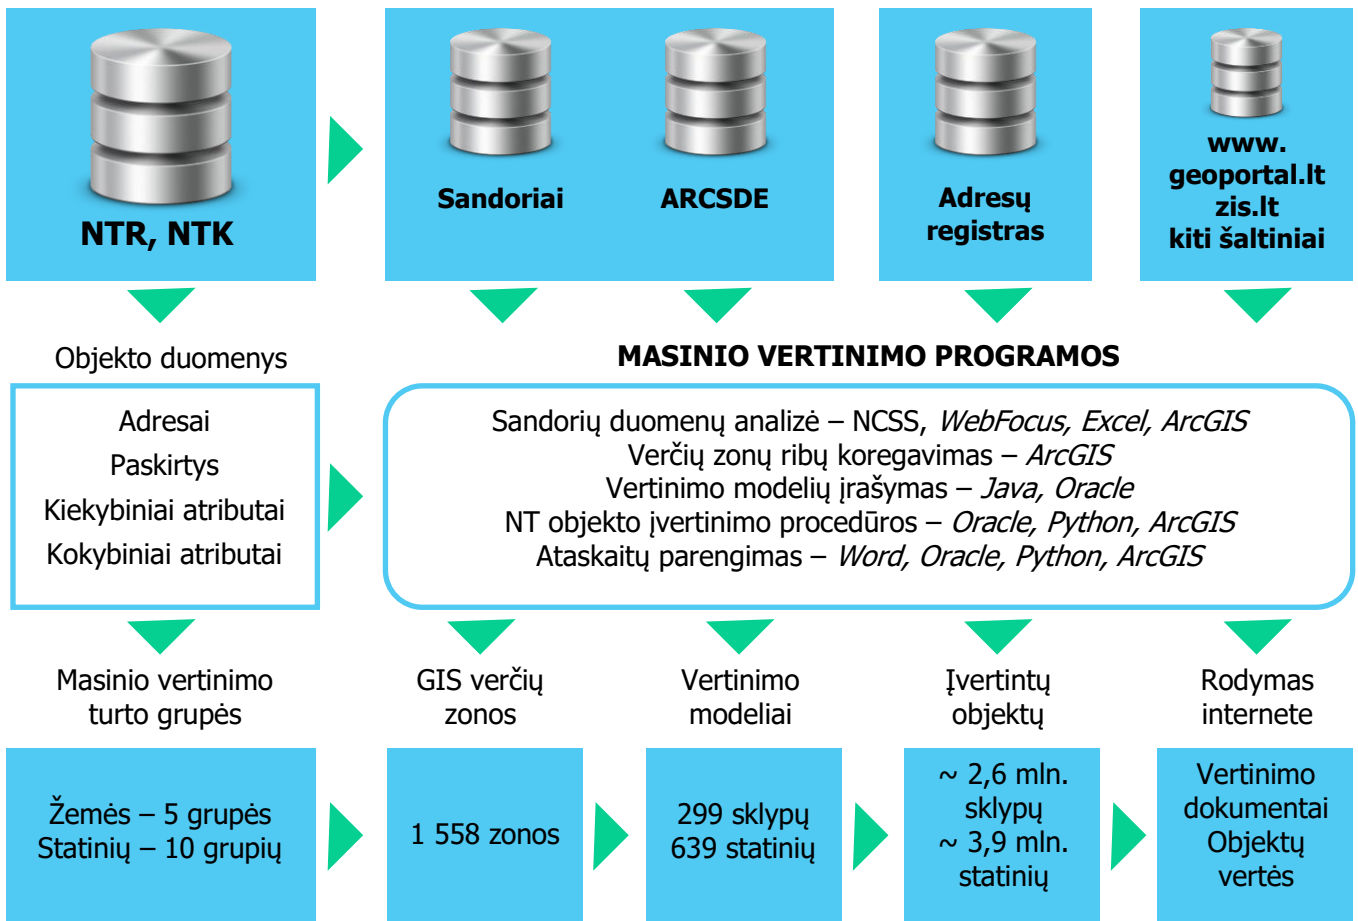 NTR, NTK
Sandoriai
ARCSDE
Adresų
registras
www.
geoportal.lt
zis.lt
kiti šaltiniai
Objekto duomenys
Adresai
Paskirtys
Kiekybiniai atributai
Kokybiniai atributai
MASINIO VERTINIMO PROGRAMOS
Sandorių duomenų analizė – NCSS, WebFocus, Excel, ArcGIS
Verčių zonų ribų koregavimas – ArcGIS
Vertinimo modelių įrašymas – Java, Oracle
NT objekto įvertinimo procedūros – Oracle, Python, ArcGIS
Ataskaitų parengimas – Word, Oracle, Python, ArcGIS
Masinio vertinimo
turto grupės
Žemės – 5 grupės
Statinių – 10 grupių
GIS verčių
zonos
1 558 zonos
Vertinimo
modeliai
299 sklypų
639 statinių
Įvertintų
objektų
~ 2,6 mln.
sklypų
~ 3,9 mln.
statinių
Rodymas
internete
Vertinimo
dokumentai
Objektų
vertės